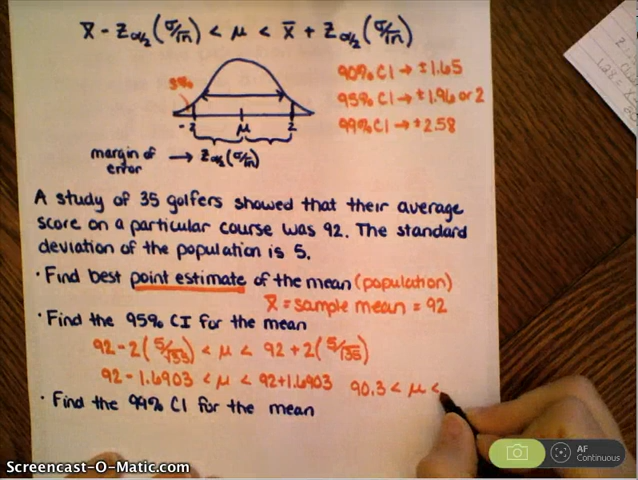 x̄ - Zα/2(σ/√n) < μ < x̄ + Zα/2(σ/√n)
90% CI → ±1.65
95% CI → ±1.96 or 2
99% CI → ±2.58
-2 μ 2
margin of error → Zα/2(σ/√n)
A study of 35 golfers showed that their average
score on a particular course was 92. The standard
deviation of the population is 5.
· Find best point estimate of the mean (population)
x̄ = sample mean = 92
· Find the 95% CI for the mean
92 - 2(5/√35) < μ < 92 + 2(5/√35)
92 - 1.6903 < μ < 92 + 1.6903 90.3 < μ <
· Find the 99% CI for the mean
AF
Continuous
Screencast-O-Matic.com